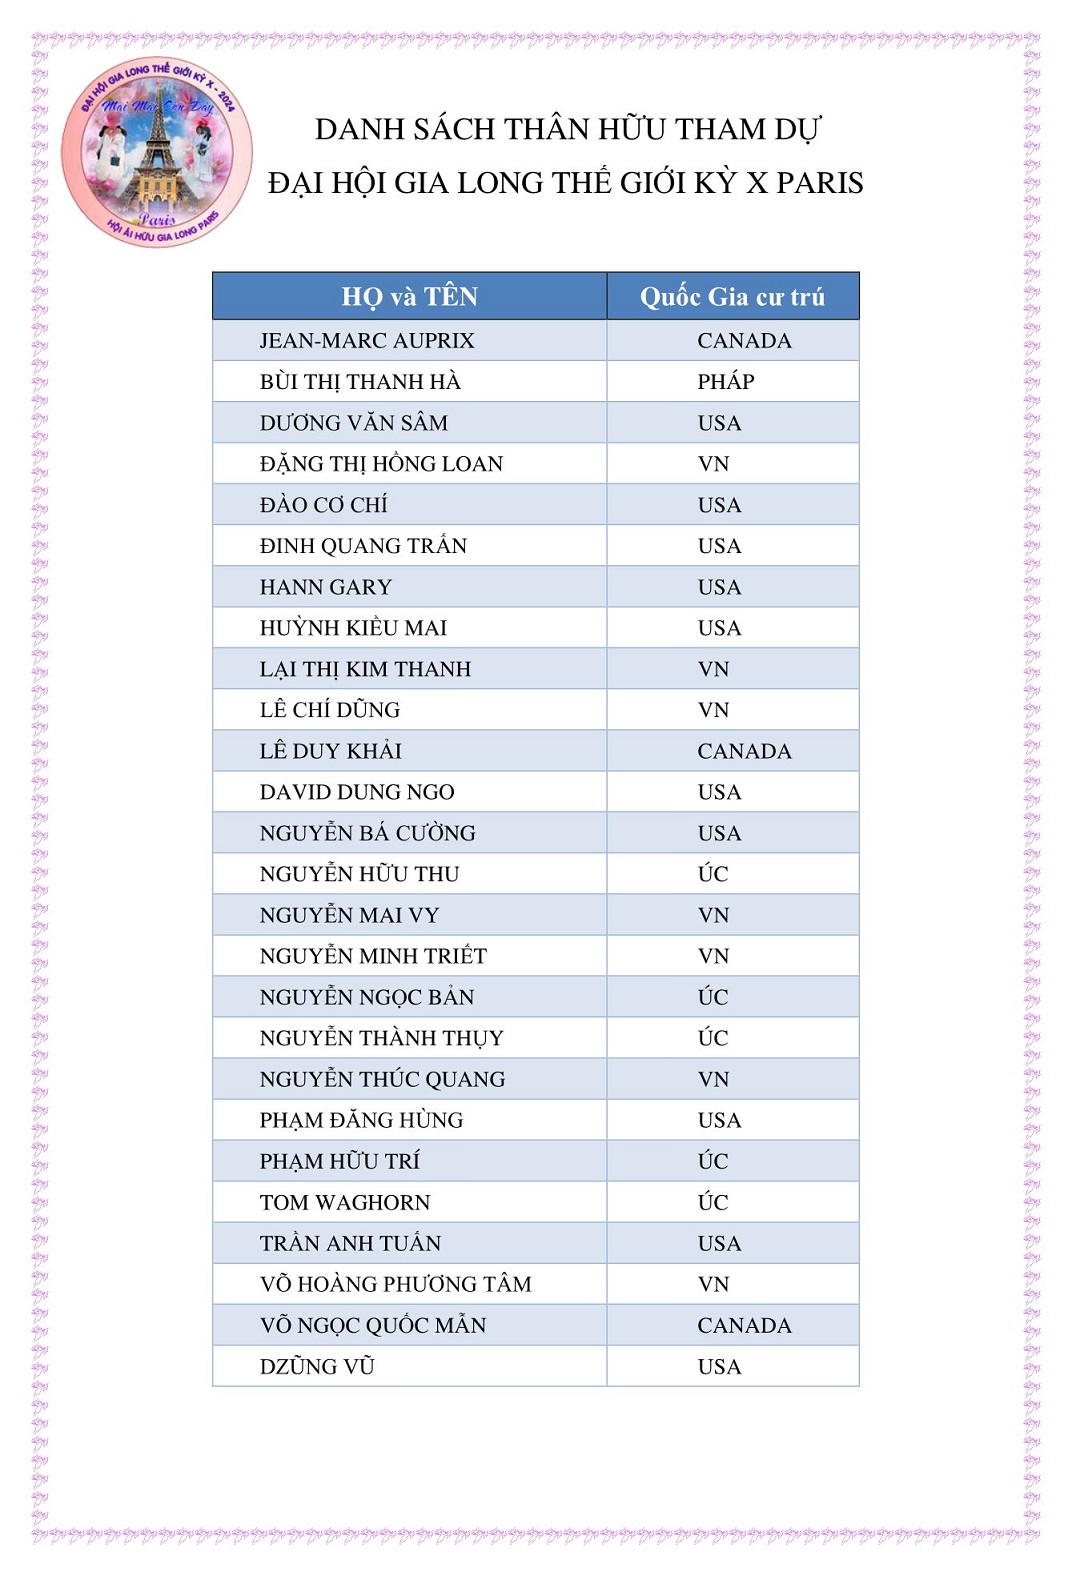 ĐẠI HỘI GIA LONG THẾ GIỚI KỲ X - 2024
Mai Mai Còn Đây
Paris
HỘI ÁI HỮU GIA LONG PARIS
DANH SÁCH THÂN HỮU THAM DỰ
ĐẠI HỘI GIA LONG THẾ GIỚI KỲ X PARIS
HỌ và TÊN Quốc Gia cư trú
JEAN-MARC AUPRIX CANADA
BÙI THỊ THANH HÀ PHÁP
DƯƠNG VĂN SÂM USA
ĐẶNG THỊ HỒNG LOAN VN
ĐÀO CƠ CHÍ USA
ĐINH QUANG TRẤN USA
HANN GARY USA
HUỲNH KIỀU MAI USA
LẠI THỊ KIM THANH VN
LÊ CHÍ DŨNG VN
LÊ DUY KHẢI CANADA
DAVID DUNG NGO USA
NGUYỄN BÁ CƯỜNG USA
NGUYỄN HỮU THU ÚC
NGUYỄN MAI VY VN
NGUYỄN MINH TRIẾT VN
NGUYỄN NGỌC BẢN ÚC
NGUYỄN THÀNH THỤY ÚC
NGUYỄN THÚC QUANG VN
PHẠM ĐĂNG HÙNG USA
PHẠM HỮU TRÍ ÚC
TOM WAGHORN ÚC
TRẦN ANH TUẤN USA
VÕ HOÀNG PHƯƠNG TÂM VN
VÕ NGỌC QUỐC MẪN CANADA
DZŨNG VŨ USA